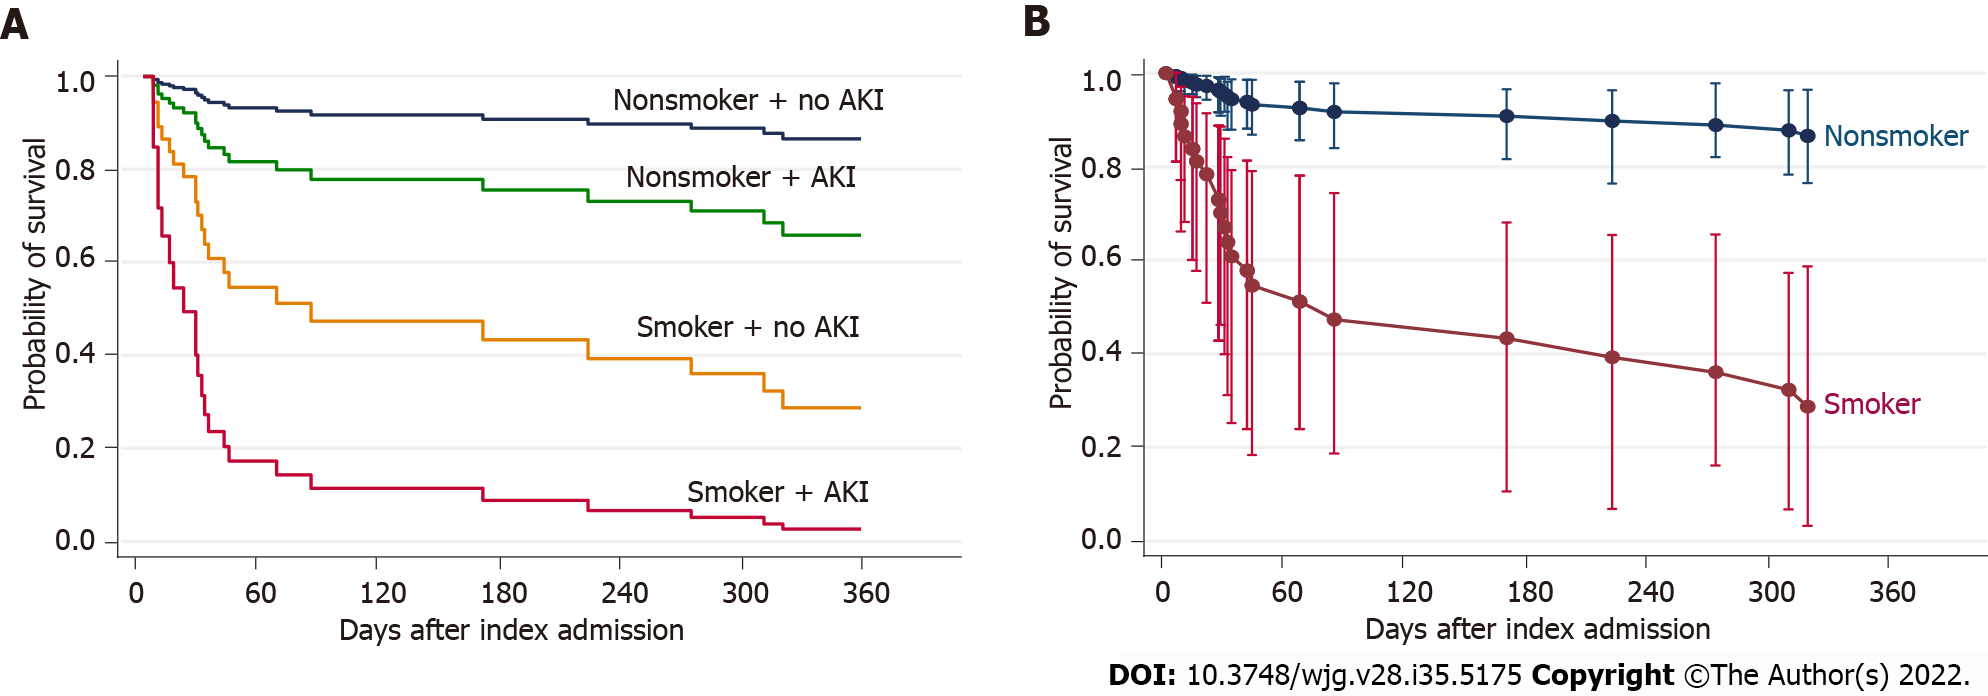 A
1.0
0.8
0.6
0.4
0.2
0.0
Probability of survival
Nonsmoker + no AKI
Nonsmoker + AKI
Smoker + no AKI
Smoker + AKI
0 60 120 180 240 300 360
Days after index admission
B
1.0
0.8
0.6
0.4
0.2
0.0
Probability of survival
Nonsmoker
Smoker
0 60 120 180 240 300 360
Days after index admission
DOI: 10.3748/wjg.v28.i35.5175 Copyright ©The Author(s) 2022.